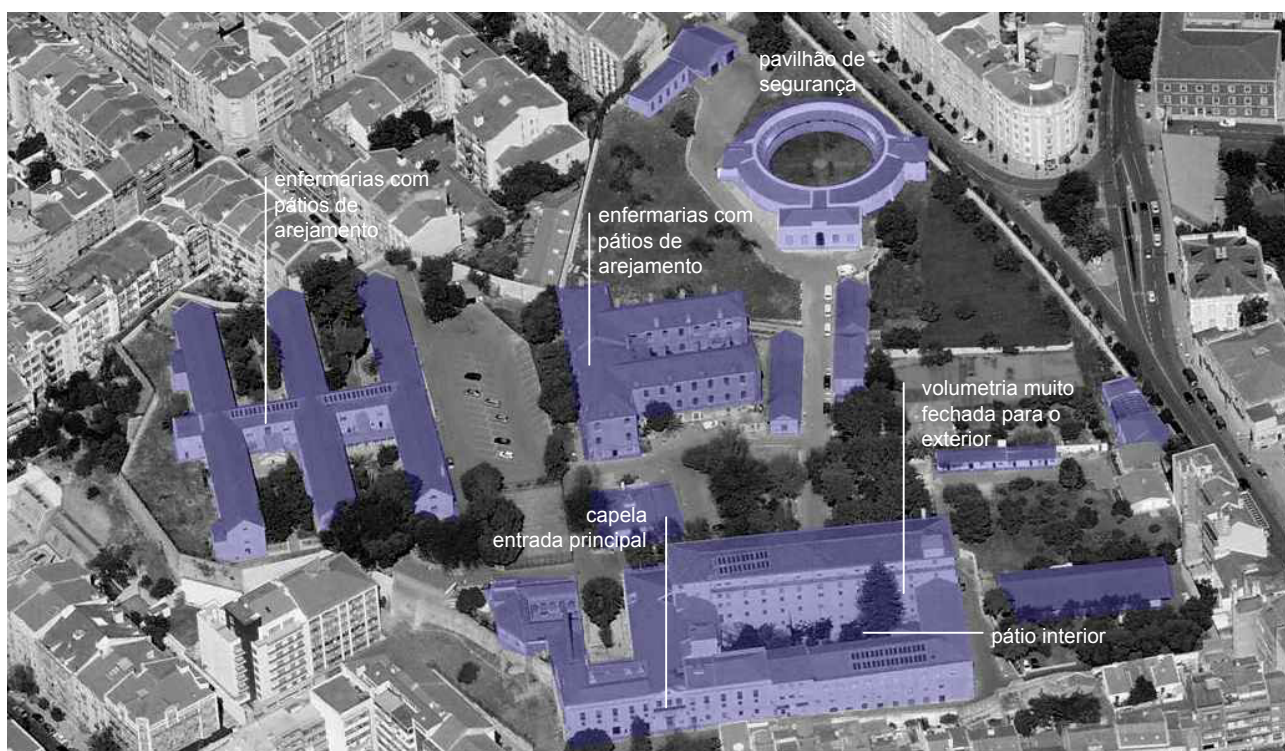 pavilhão de
segurança
enfermarias com
pátios de
arejamento
enfermarias com
pátios de
arejamento
volumetria muito
fechada para o
exterior
capela
entrada principal
pátio interior